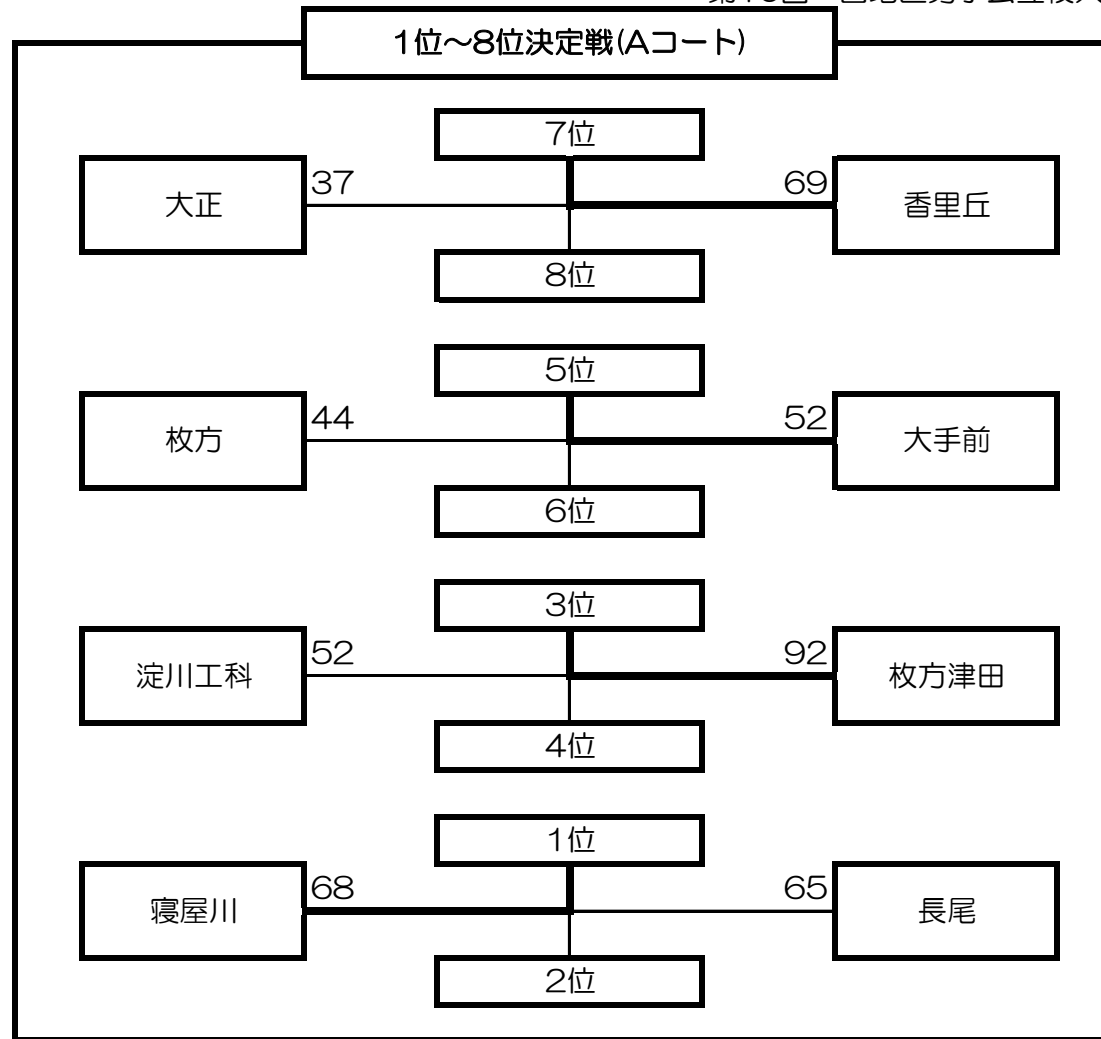 1位～8位決定戦(Aコート)
7位
大正 37 69 香里丘
8位
5位
枚方 44 52 大手前
6位
3位
淀川工科 52 92 枚方津田
4位
1位
寝屋川 68 65 長尾
2位